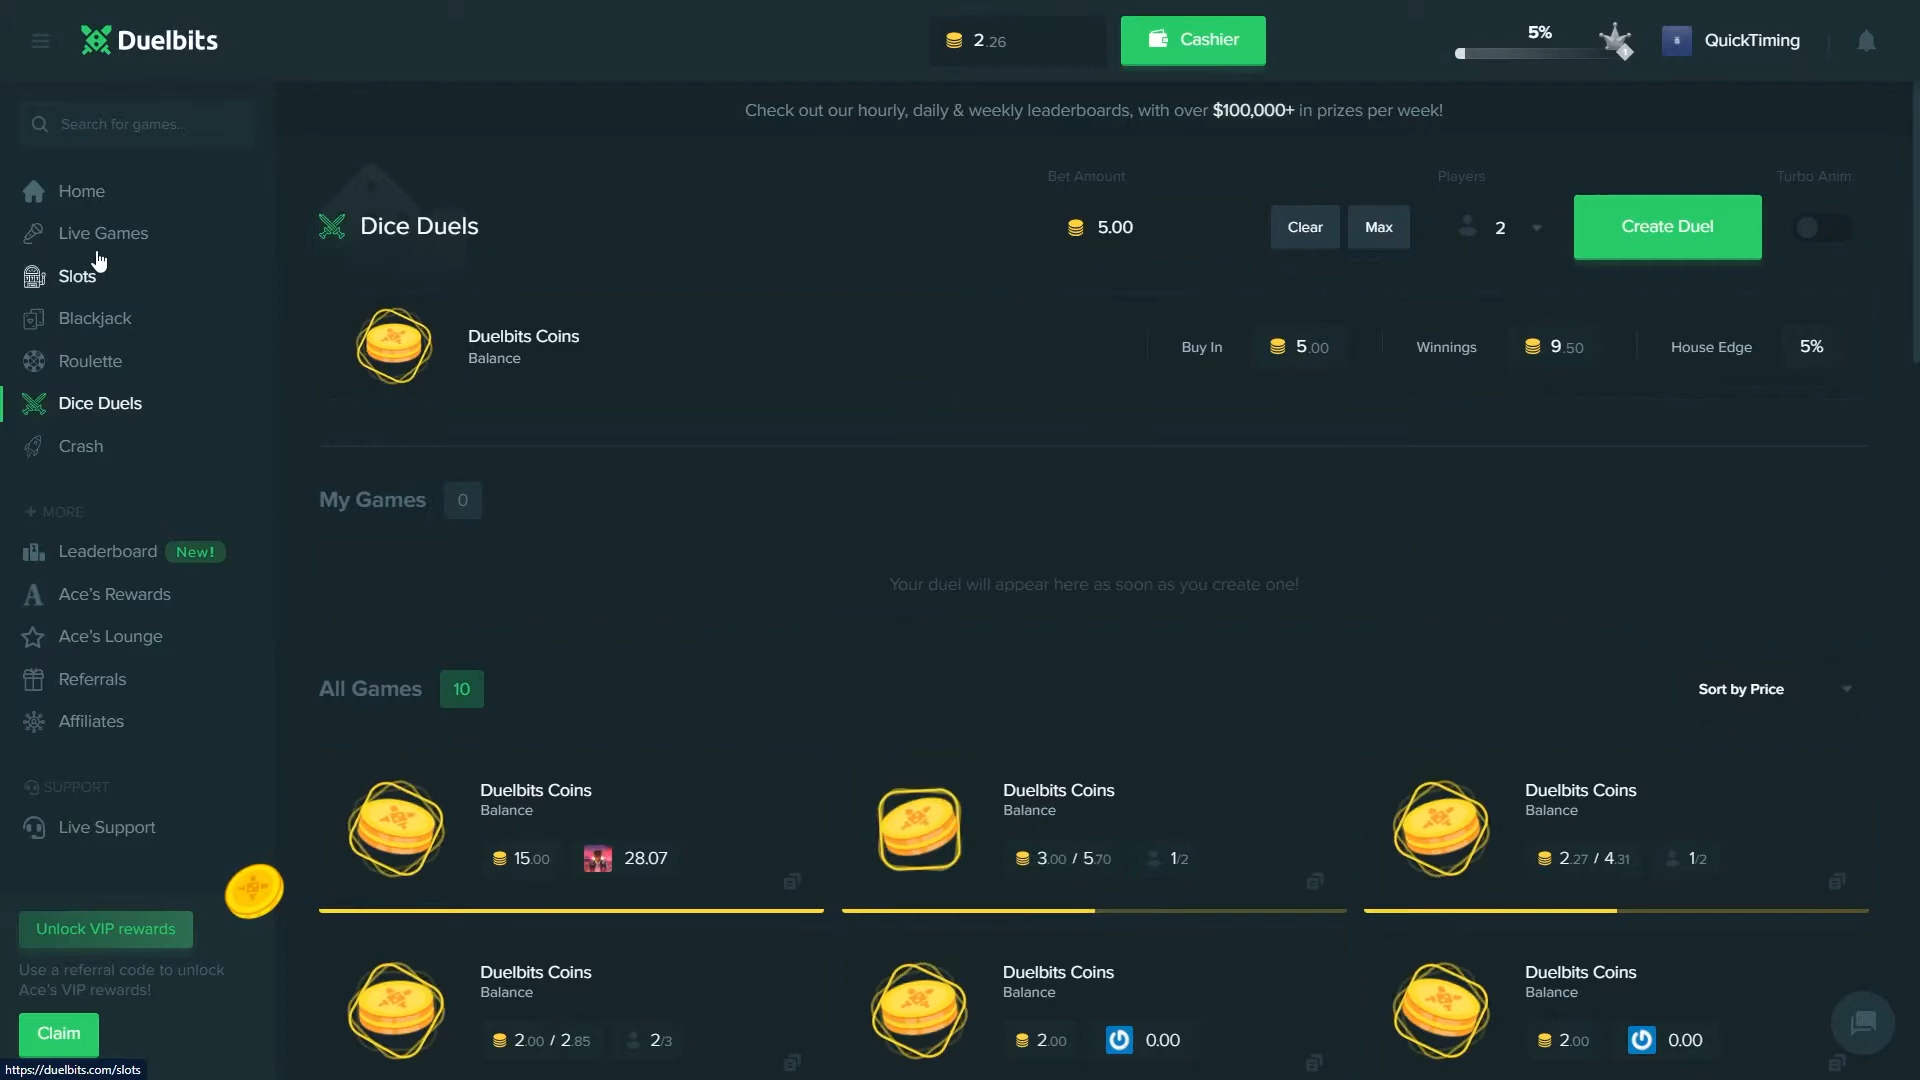 Duelbits
2.26
Cashier
5%
1
QuickTiming
Search for games...
Check out our hourly, daily & weekly leaderboards, with over $100,000+ in prizes per week!
Home
Live Games
Slots
Blackjack
Roulette
Dice Duels
Crash
+ MORE
Leaderboard New!
Ace's Rewards
Ace's Lounge
Referrals
Affiliates
SUPPORT
Live Support
Unlock VIP rewards
Use a referral code to unlock
Ace's VIP rewards!
Claim
https://duelbits.com/slots
Dice Duels
Bet Amount
5.00
Clear
Max
Players
2
Create Duel
Turbo Anim.
Duelbits Coins
Balance
Buy In
5.00
Winnings
9.50
House Edge
5%
My Games 0
Your duel will appear here as soon as you create one!
All Games 10
Sort by Price
Duelbits Coins
Balance
15.00 28.07
Duelbits Coins
Balance
3.00 / 5.70 1/2
Duelbits Coins
Balance
2.27 / 4.31 1/2
Duelbits Coins
Balance
2.00 / 2.85 2/3
Duelbits Coins
Balance
2.00 0.00
Duelbits Coins
Balance
2.00 0.00